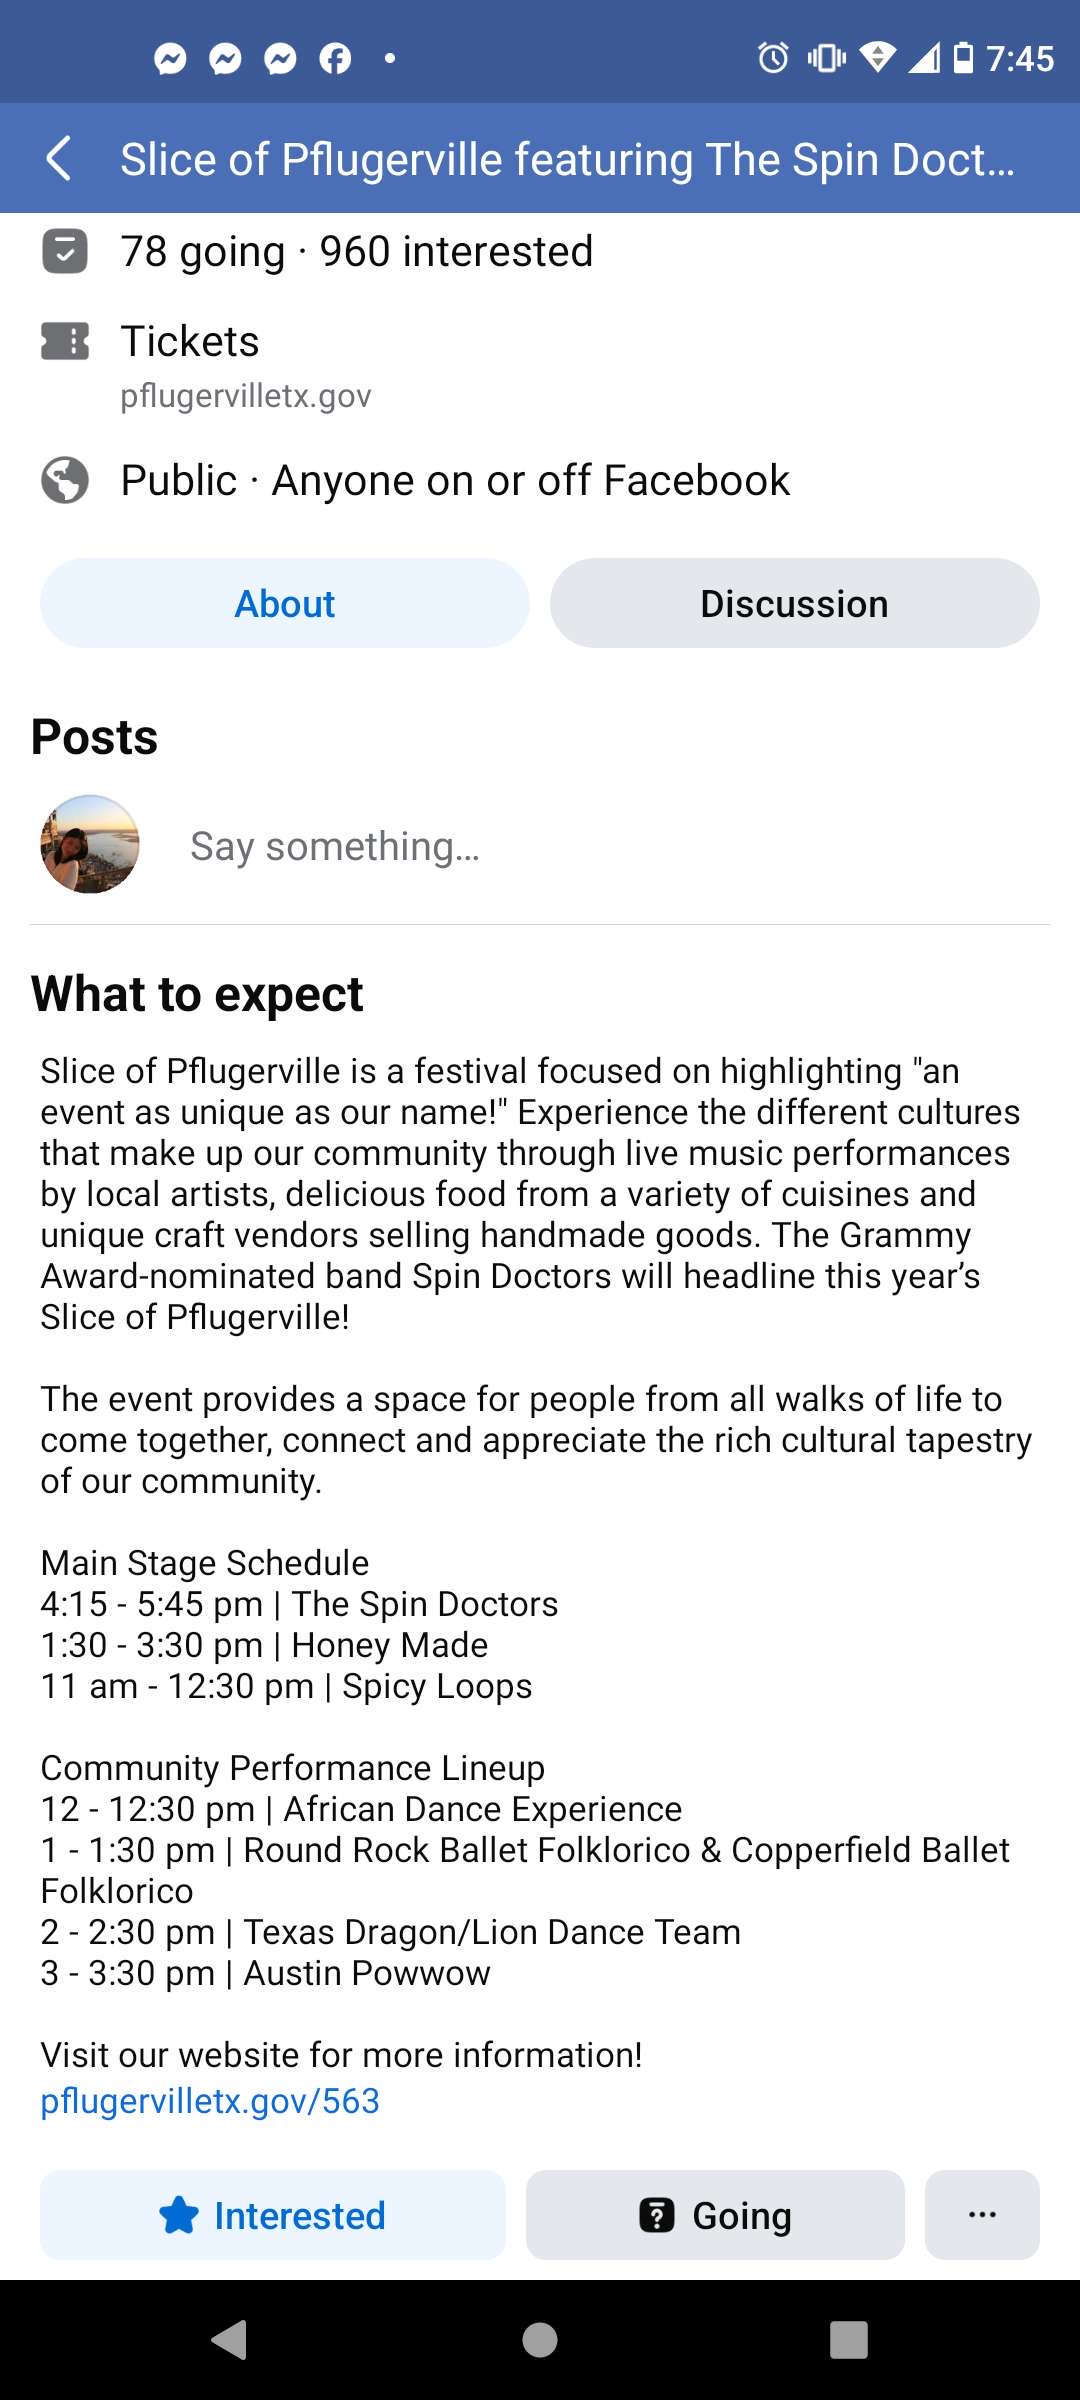 7:45
Slice of Pflugerville featuring The Spin Doct...
78 going · 960 interested
Tickets
pflugervilletx.gov
Public · Anyone on or off Facebook
About
Discussion
Posts
Say something...
What to expect
Slice of Pflugerville is a festival focused on highlighting "an
event as unique as our name!" Experience the different cultures
that make up our community through live music performances
by local artists, delicious food from a variety of cuisines and
unique craft vendors selling handmade goods. The Grammy
Award-nominated band Spin Doctors will headline this year’s
Slice of Pflugerville!
The event provides a space for people from all walks of life to
come together, connect and appreciate the rich cultural tapestry
of our community.
Main Stage Schedule
4:15 - 5:45 pm | The Spin Doctors
1:30 - 3:30 pm | Honey Made
11 am - 12:30 pm | Spicy Loops
Community Performance Lineup
12 - 12:30 pm | African Dance Experience
1 - 1:30 pm | Round Rock Ballet Folklorico & Copperfield Ballet
Folklorico
2 - 2:30 pm | Texas Dragon/Lion Dance Team
3 - 3:30 pm | Austin Powwow
Visit our website for more information!
pflugervilletx.gov/563
Interested
Going